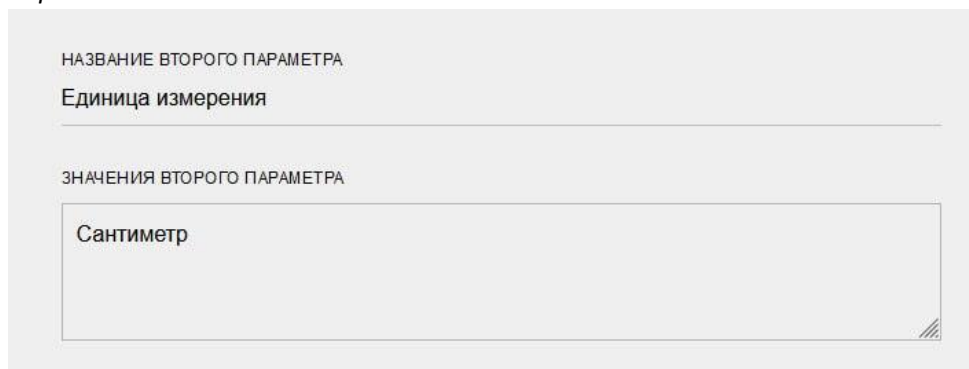 НАЗВАНИЕ ВТОРОГО ПАРАМЕТРА
Единица измерения
ЗНАЧЕНИЯ ВТОРОГО ПАРАМЕТРА
Сантиметр